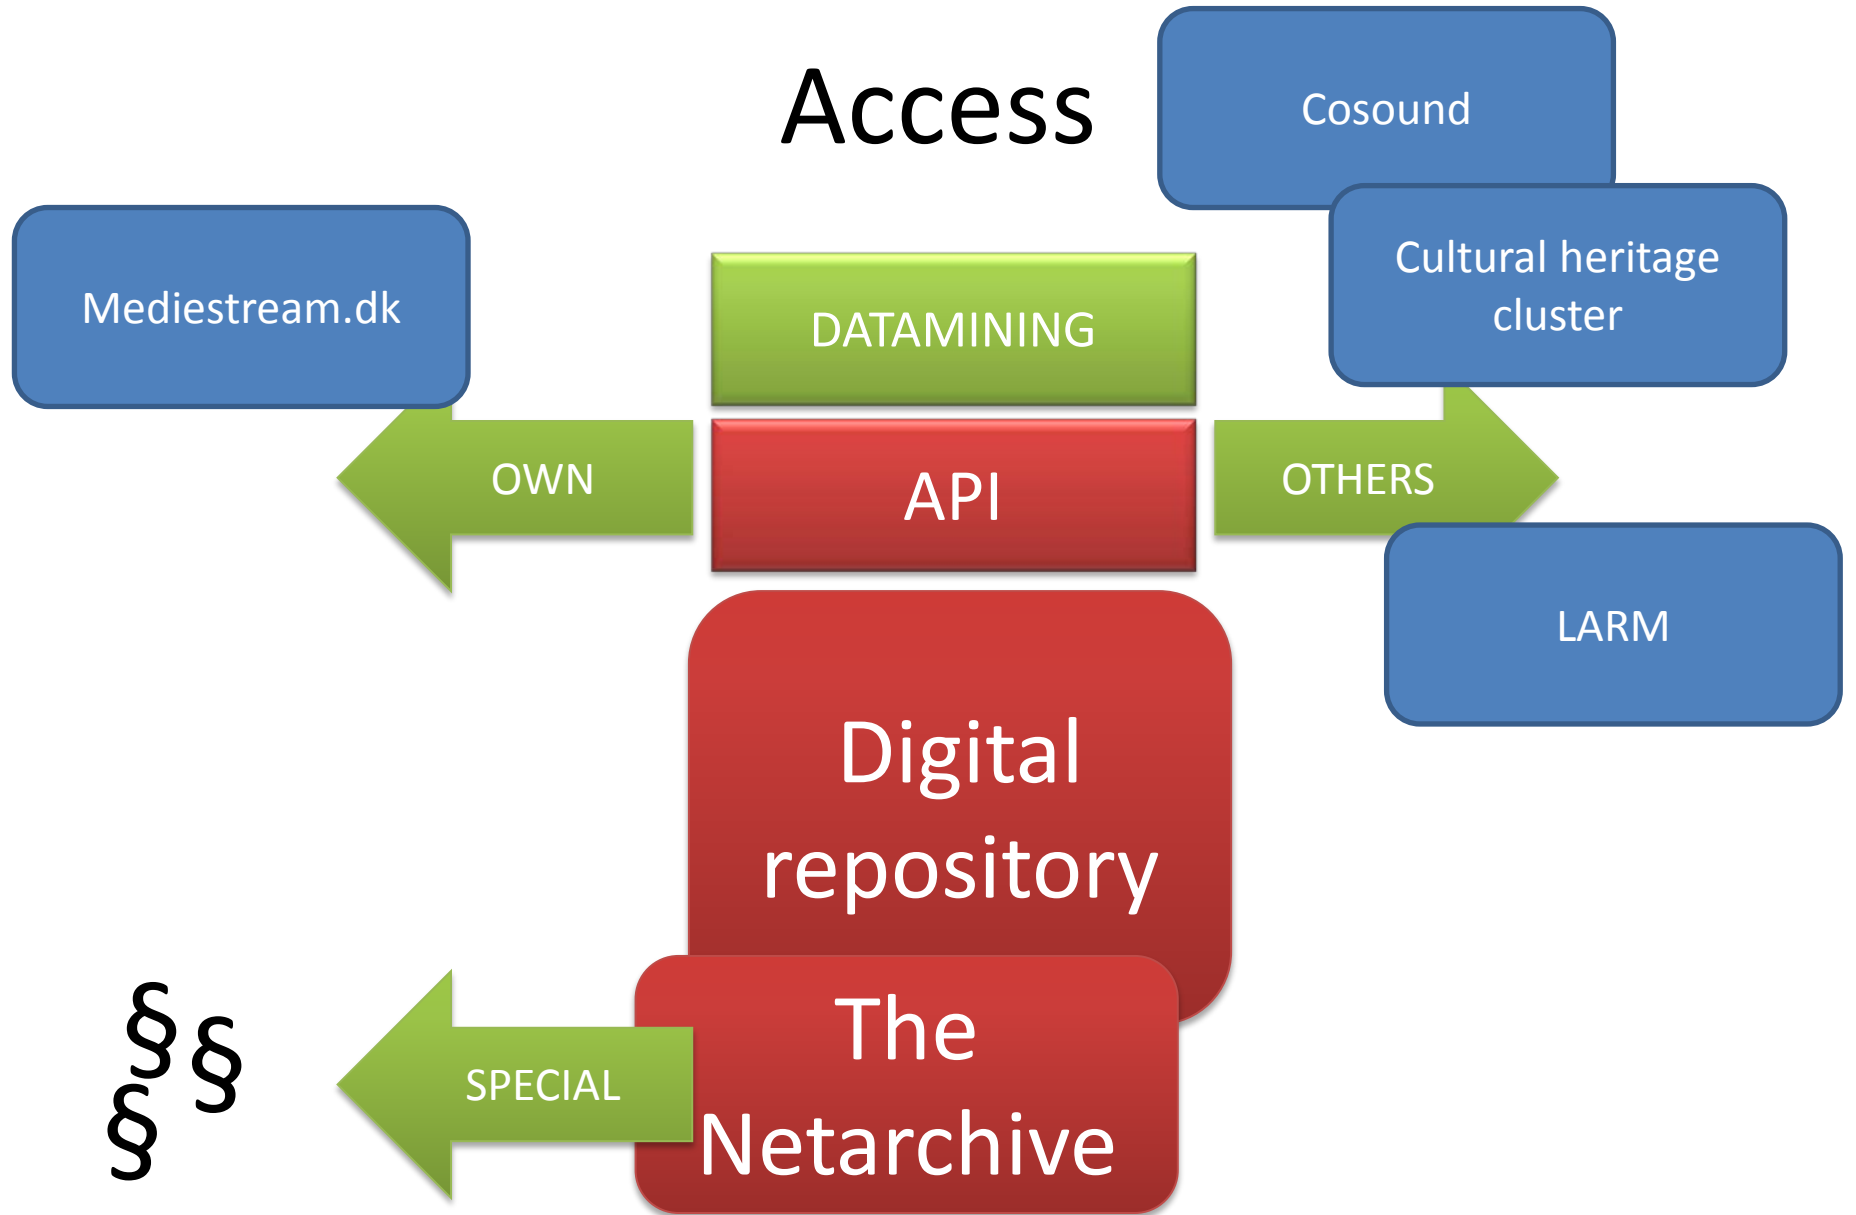 Access
Cosound
Cultural heritage
cluster
Mediestream.dk
DATAMINING
OWN
API
OTHERS
LARM
Digital
repository
The
Netarchive
SPECIAL
§
§
§